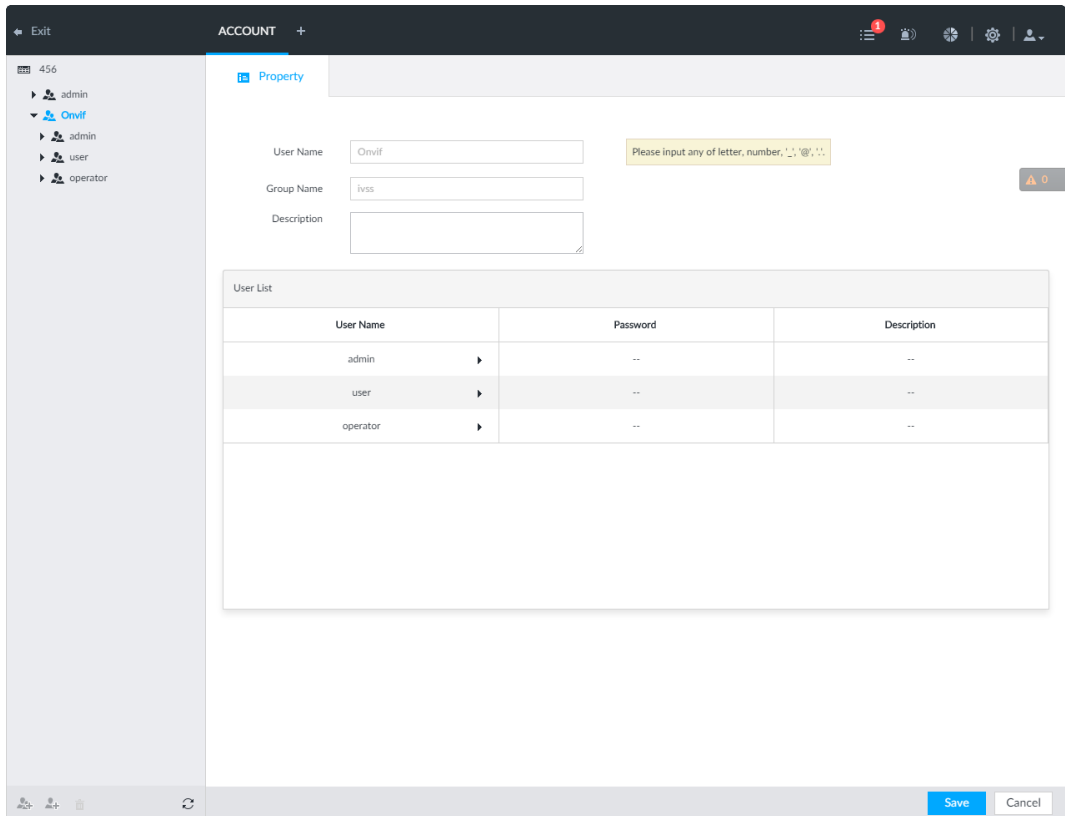 Exit
ACCOUNT +
1
456
admin
Onvif
admin
user
operator
Property
User Name Onvif
Please input any of letter, number, '_', '@', '.'.
Group Name ivss
Description
0
User List
User Name Password Description
admin -- --
user -- --
operator -- --
Save Cancel